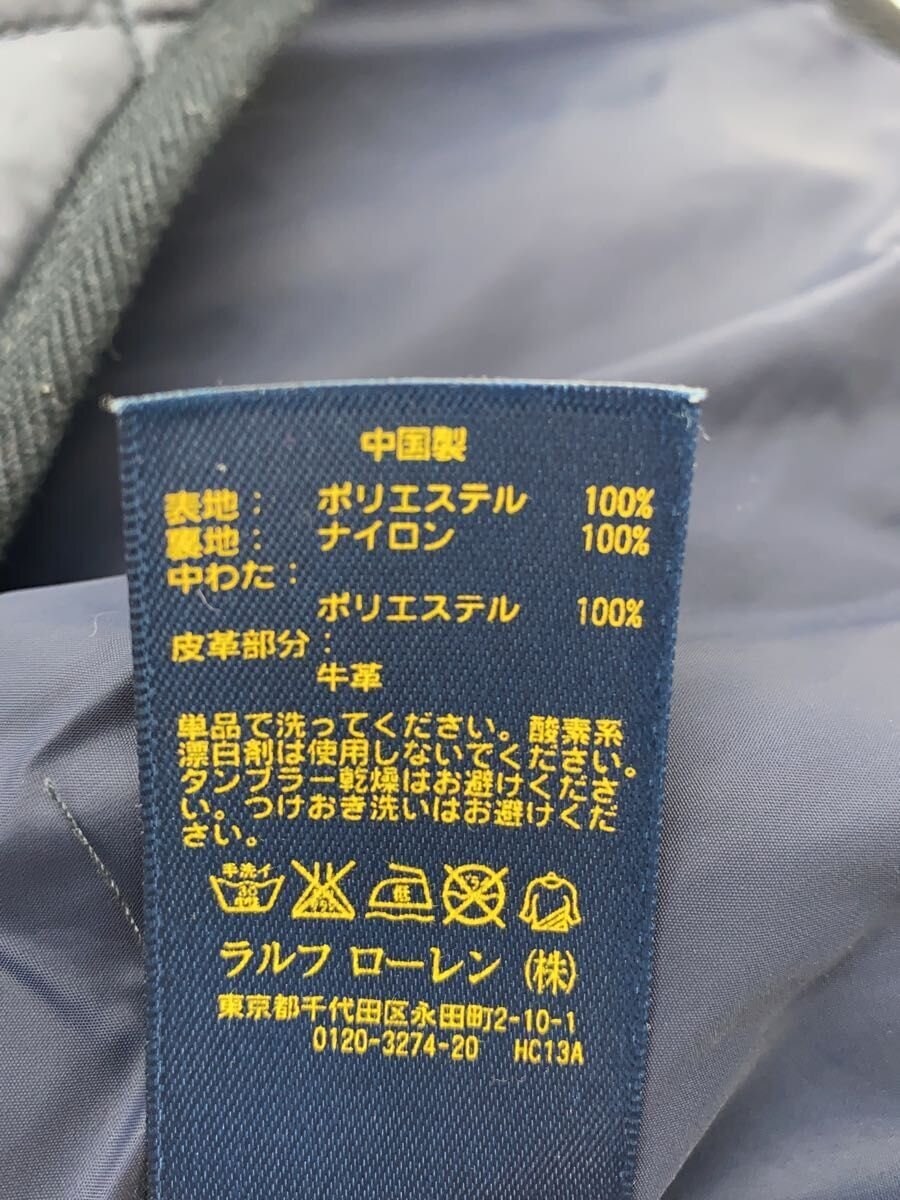 中国製
表地: ポリエステル 100%
裏地: ナイロン 100%
中わた:
ポリエステル 100%
皮革部分:
牛革
単品で洗ってください。酸素系
漂白剤は使用しないでください。
タンブラー乾燥はお避けくださ
い。つけおき洗いはお避けくだ
さい。
手洗イ
30
低
ラルフ ローレン (株)
東京都千代田区永田町2-10-1
0120-3274-20 HC13A